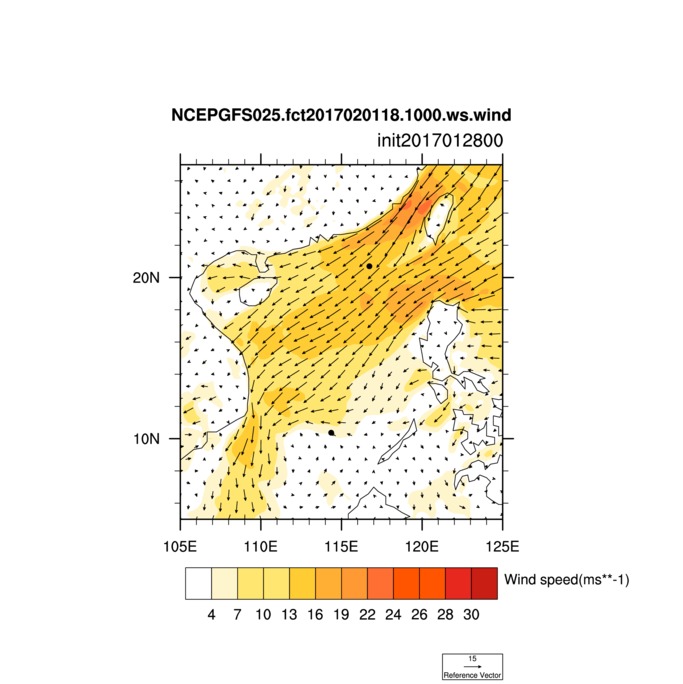 NCEPGFS025.fct2017020118.1000.ws.wind
init2017012800
20N
10N
105E 110E 115E 120E 125E
Wind speed(ms**-1)
4 7 10 13 16 19 22 24 26 28 30
15
Reference Vector